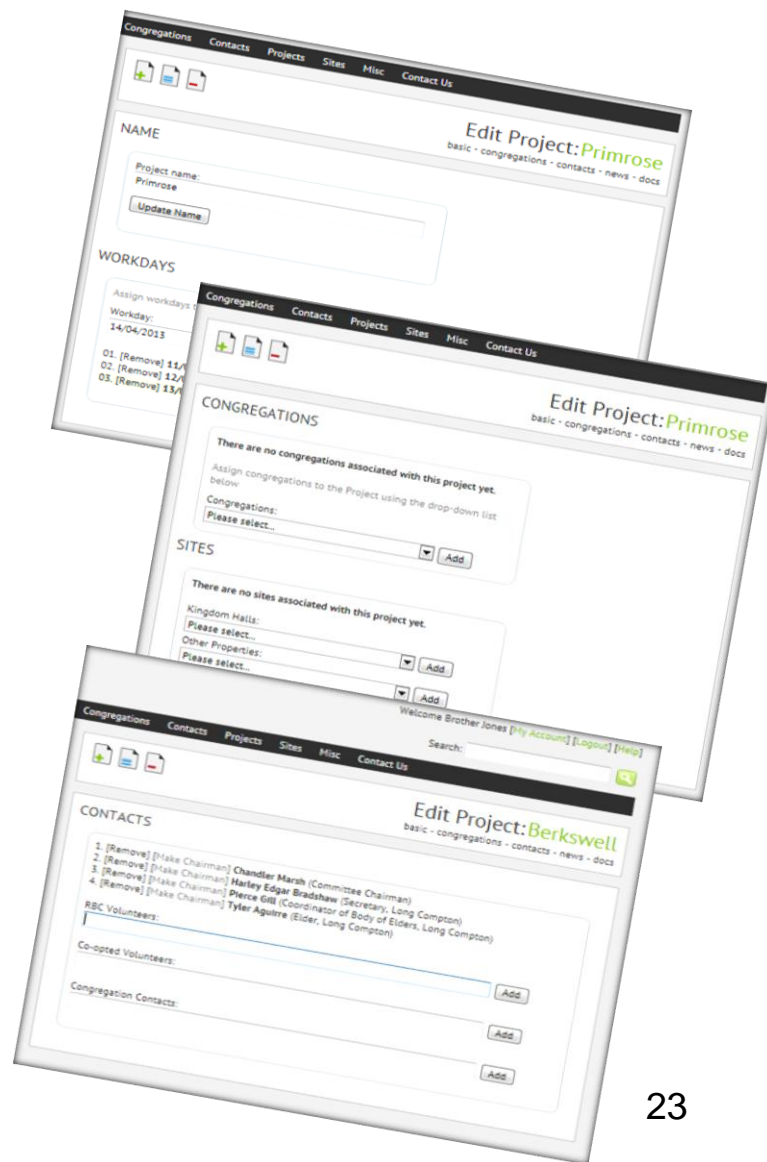 Congregations Contacts Projects Sites Misc Contact Us
Edit Project:Primrose
basic - congregations - contacts - news - docs
NAME
Project name:
Primrose
Update Name
WORKDAYS
Assign workdays
Workday:
14/04/2013
01. [Remove] 11/
02. [Remove] 12/
03. [Remove] 13/
Congregations Contacts Projects Sites Misc Contact Us
Edit Project:Primrose
basic - congregations - contacts - news - docs
CONGREGATIONS
There are no congregations associated with this project yet.
Assign congregations to the Project using the drop-down list
below
Congregations:
Please select... Add
SITES
There are no sites associated with this project yet.
Kingdom Halls:
Please select... Add
Other Properties:
Please select... Add
Welcome Brother Jones [My Account] [Logout] [Help]
Search:
Congregations Contacts Projects Sites Misc Contact Us
Edit Project:Berkswell
basic - congregations - contacts - news - docs
CONTACTS
1. [Remove] [Make Chairman] Chandler Marsh (Committee Chairman)
2. [Remove] [Make Chairman] Harley Edgar Bradshaw (Secretary, Long Compton)
3. [Remove] [Make Chairman] Pierce Gill (Coordinator of Body of Elders, Long Compton)
4. [Remove] [Make Chairman] Tyler Aguirre (Elder, Long Compton)
RBC Volunteers:
Add
Co-opted Volunteers:
Add
Congregation Contacts:
Add
23